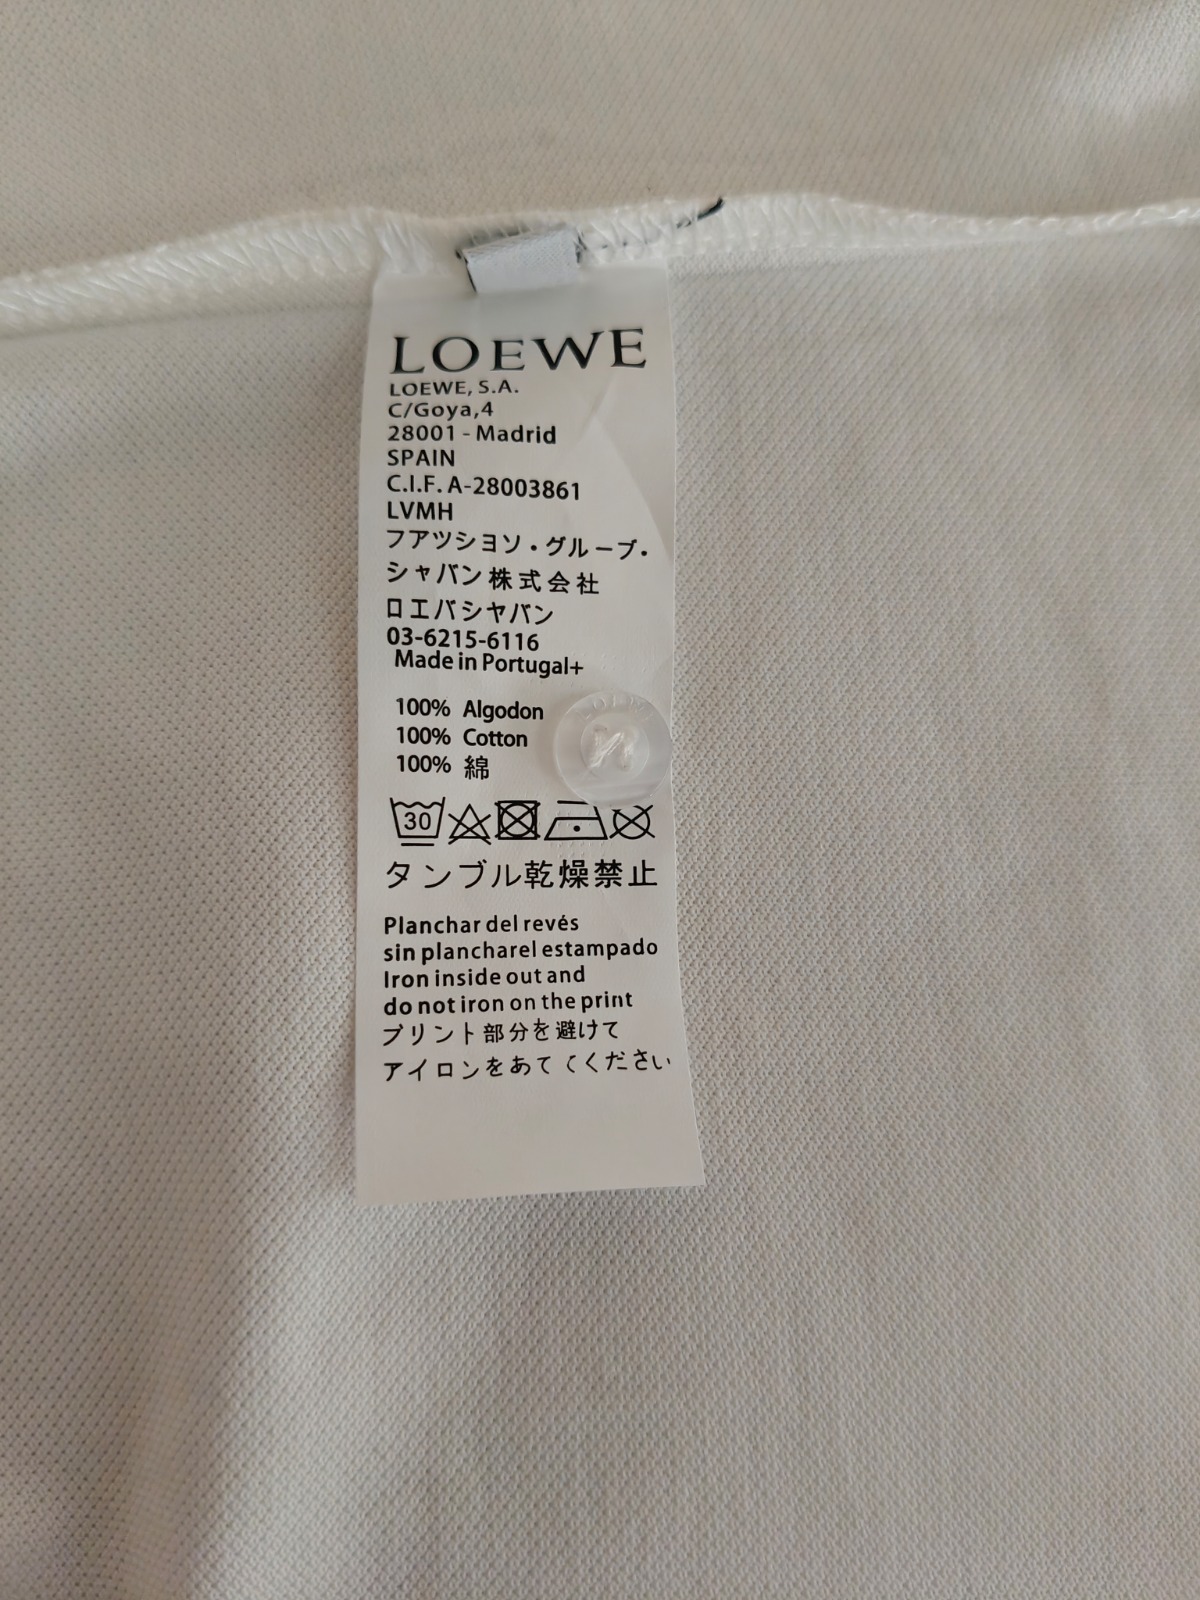 LOEWE
LOEWE, S.A.
C/Goya,4
28001 - Madrid
SPAIN
C.I.F. A-28003861
LVMH
フアツシヨソ・グループ・
シャバン株式会社
ロエバシヤバン
03-6215-6116
Made in Portugal+
100% Algodon
100% Cotton
100% 綿
LOEWE
30
タンブル乾燥禁止
Planchar del revés
sin plancharel estampado
Iron inside out and
do not iron on the print
プリント部分を避けて
アイロンをあててください